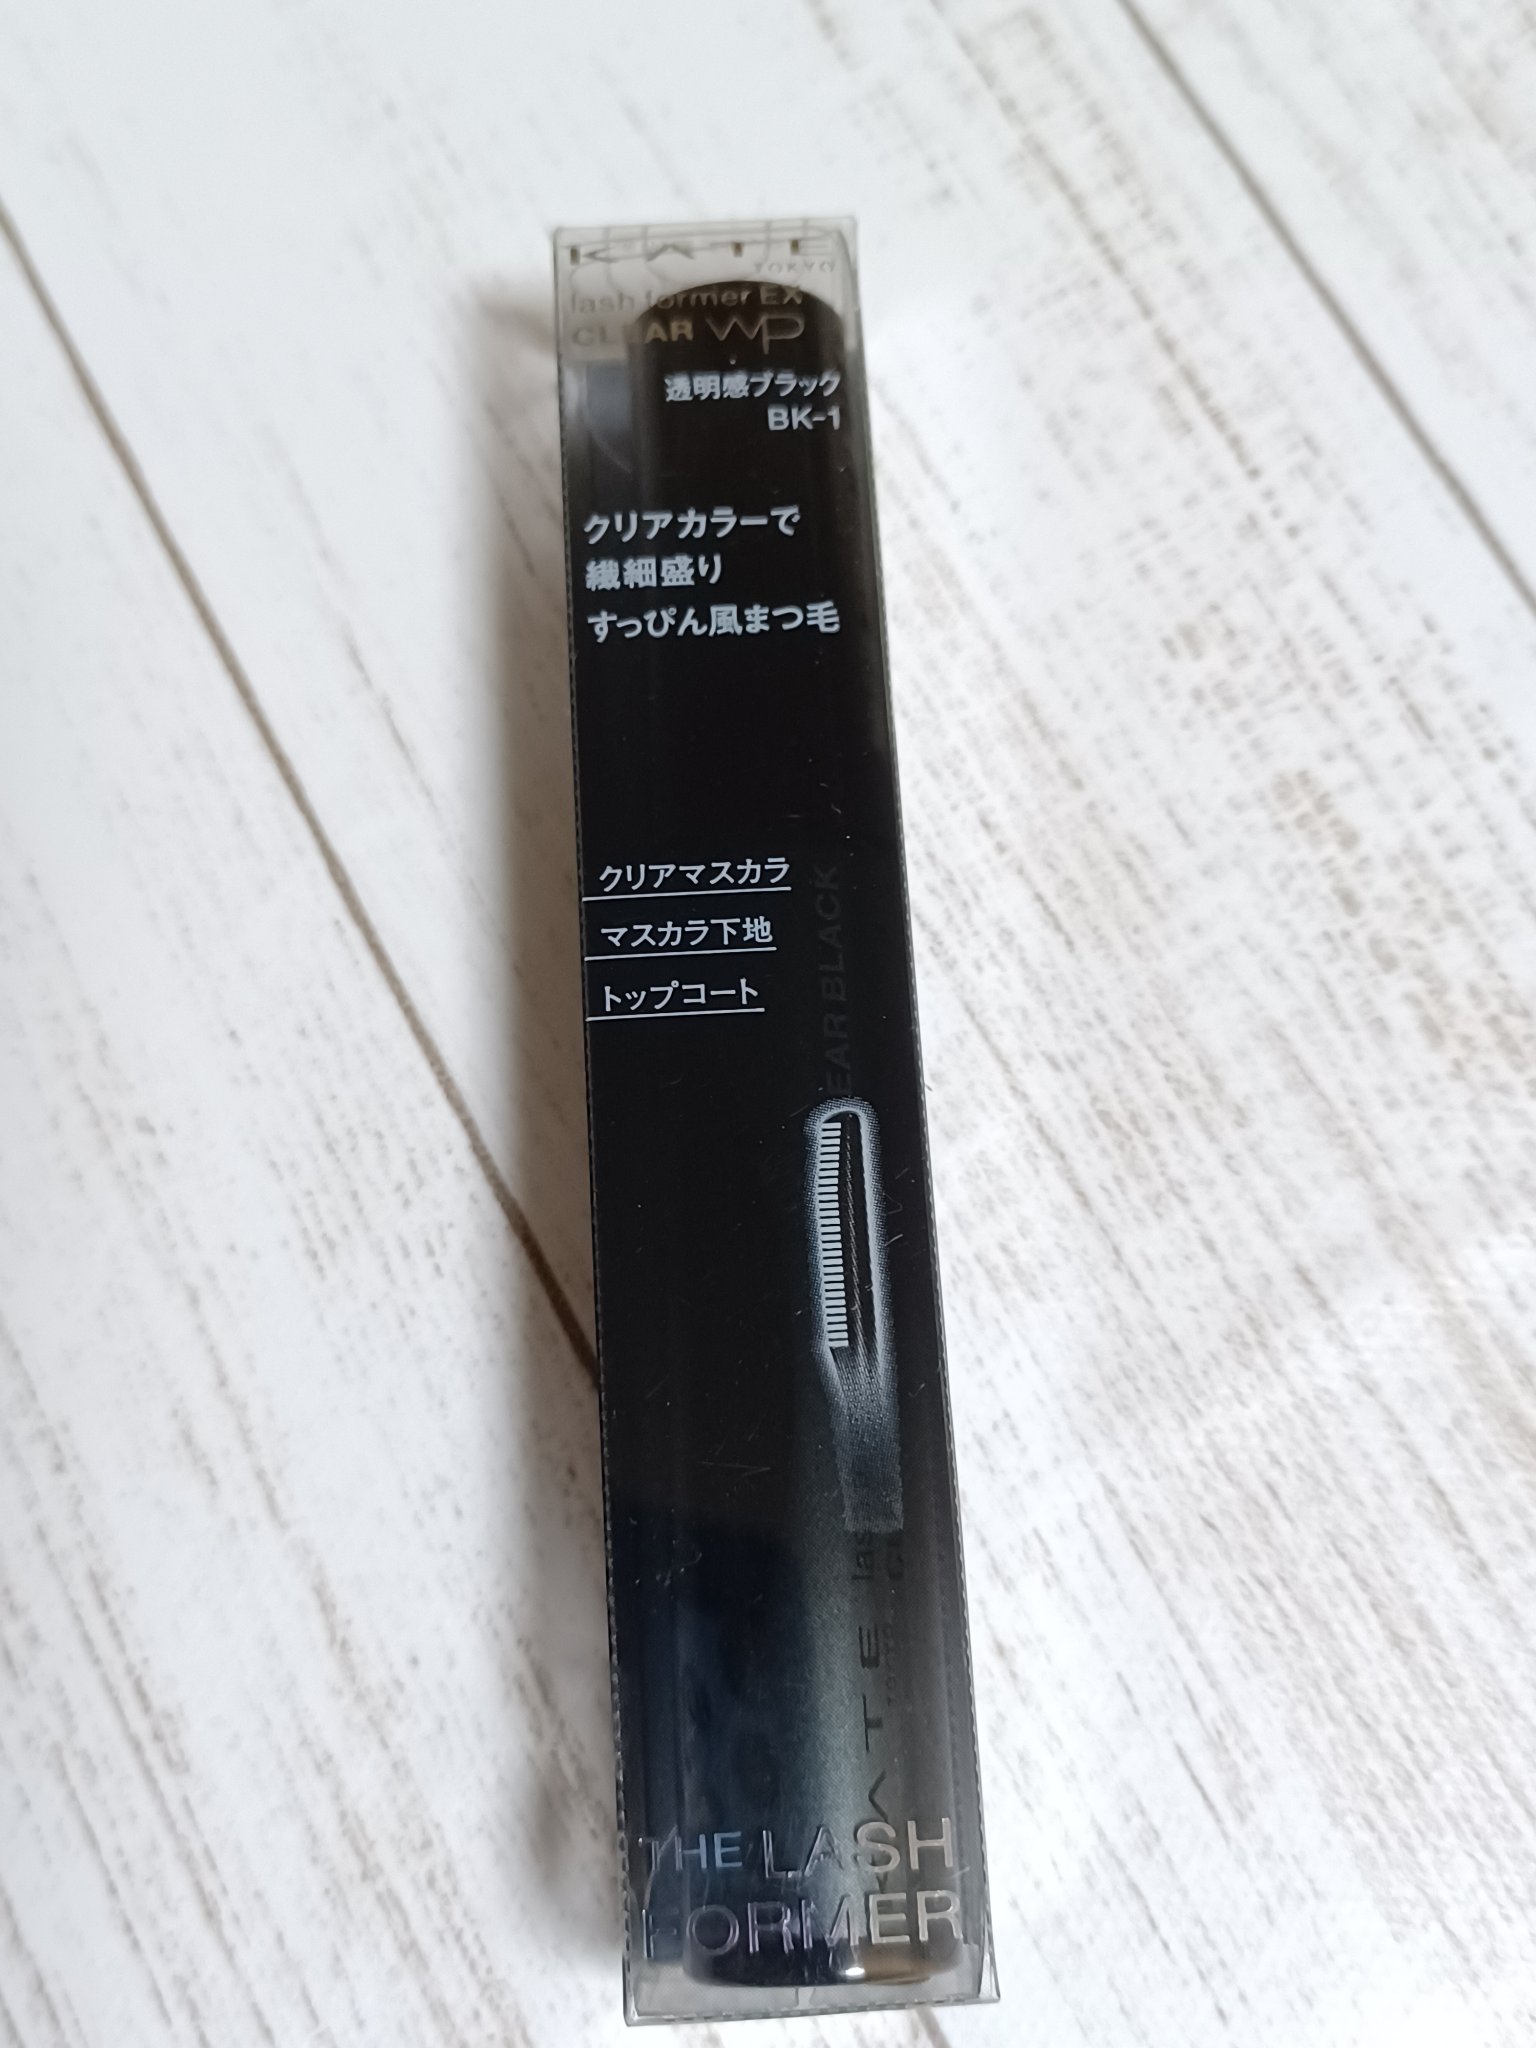 KATE
TOKYO
lash former EX
CLEAR WP
透明感ブラック
BK-1
クリアカラーで
繊細盛り
すっぴん風まつ毛
クリアマスカラ
マスカラ下地
トップコート
EAR BLACK
KATE las
THE LASH
FORMER